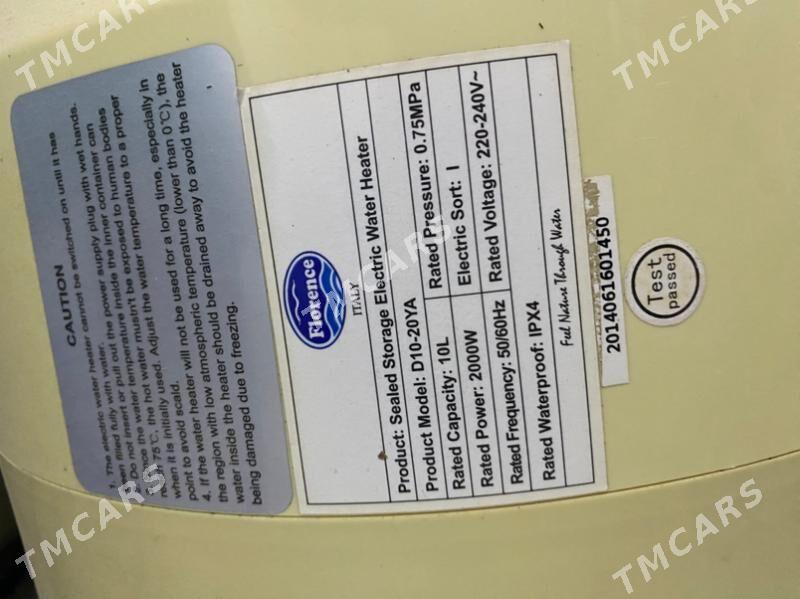 CAUTION
1. The electric water heater cannot be switched on until it has
been filled fully with water.
2. Do not insert or pull out the power supply plug with wet hands.
3. Once the water temperature inside the inner container can
reach 75℃, the hot water musln't be exposed to human bodies
when it is initially used. Adjust the water temperature to a proper
point to avoid scald.
4. If the water heater will not be used for a long time, especially in
the region with low atmospheric temperature (lower than 0℃), the
water inside the heater should be drained away to avoid the heater
being damaged due to freezing.
Florence
ITALY
Product: Sealed Storage Electric Water Heater
Product Model: D10-20YA
Rated Pressure: 0.75MPa
Rated Capacity: 10L
Electric Sort: I
Rated Power: 2000W
Rated Voltage: 220-240V~
Rated Frequency: 50/60Hz
Rated Waterproof: IPX4
Feel Nature Through Water
2014061601450
Test
passed
TMCARS
TMCARS
TMCARS
TMCARS
TMCARS
TMCARS